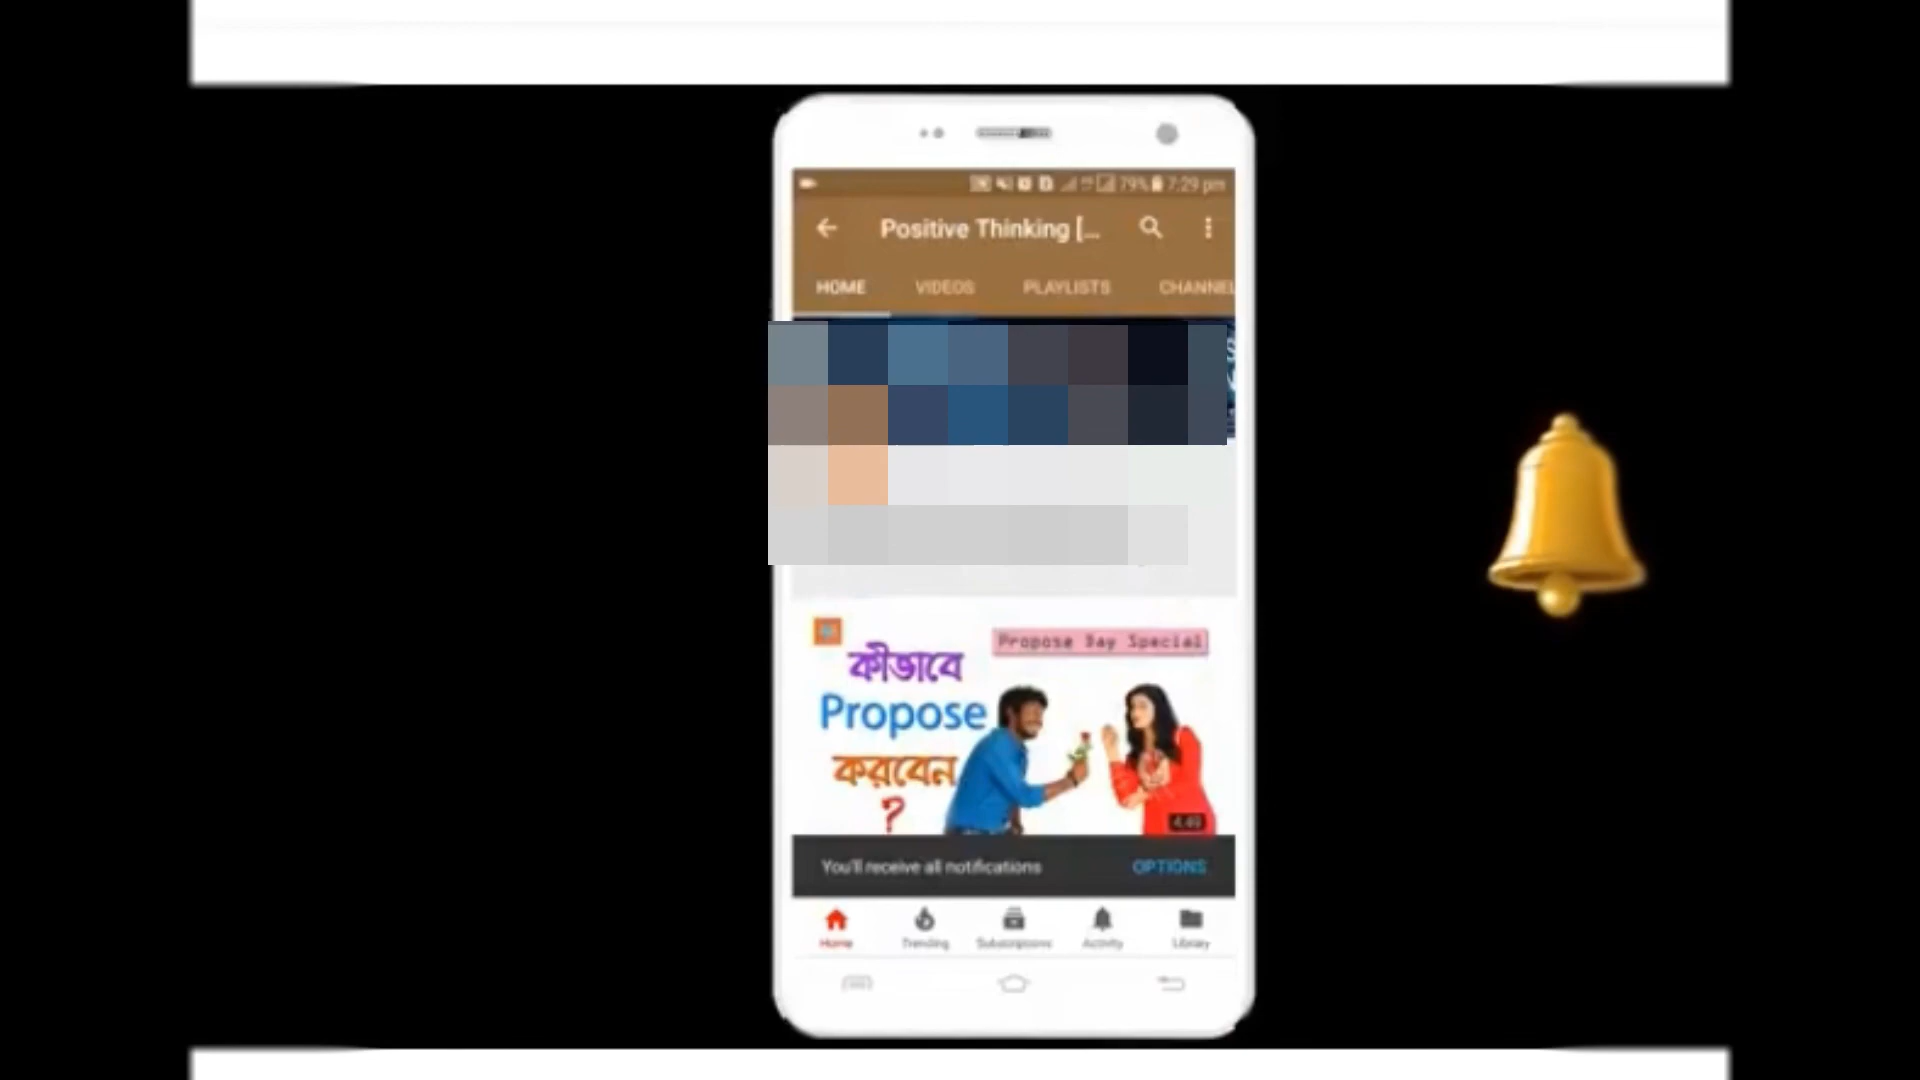 79% 7:29 pm
Positive Thinking [...
HOME VIDEOS PLAYLISTS CHANNEL
Propose Day Special
কীভাবে
Propose
করবেন
?
4:49
You'll receive all notifications OPTIONS
Home Trending Subscriptions Activity Library